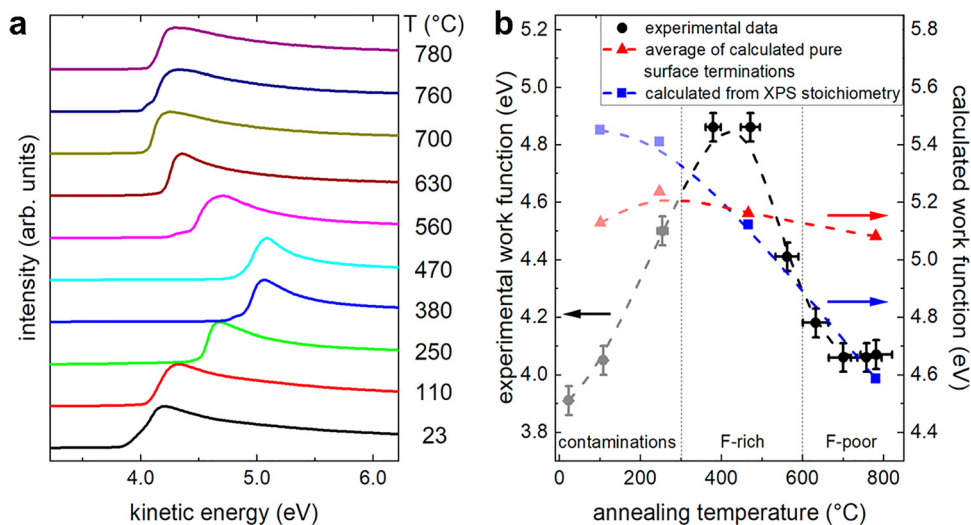 a
T (°C)
780
760
700
630
560
470
380
250
110
23
intensity (arb. units)
4.0
5.0
6.0
kinetic energy (eV)
b
experimental data
average of calculated pure
surface terminations
calculated from XPS stoichiometry
5.2
5.0
4.8
4.6
4.4
4.2
4.0
3.8
experimental work function (eV)
5.8
5.6
5.4
5.2
5.0
4.8
4.6
4.4
calculated work function (eV)
contaminations
F-rich
F-poor
0
200
400
600
800
annealing temperature (°C)